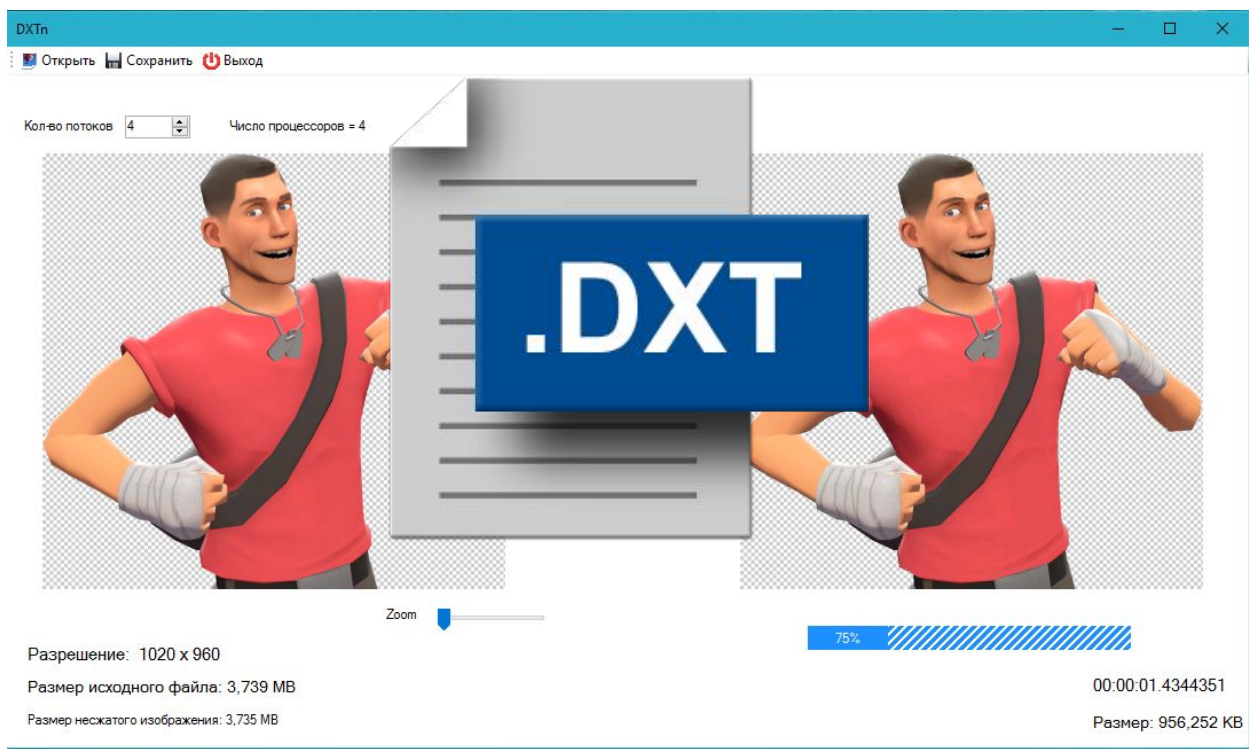 DXTn
Открыть Сохранить Выход
Кол-во потоков 4 Число процессоров = 4
.DXT
Zoom
75%
Разрешение: 1020 x 960
Размер исходного файла: 3,739 MB
00:00:01.4344351
Размер несжатого изображения: 3,735 MB
Размер: 956,252 KB